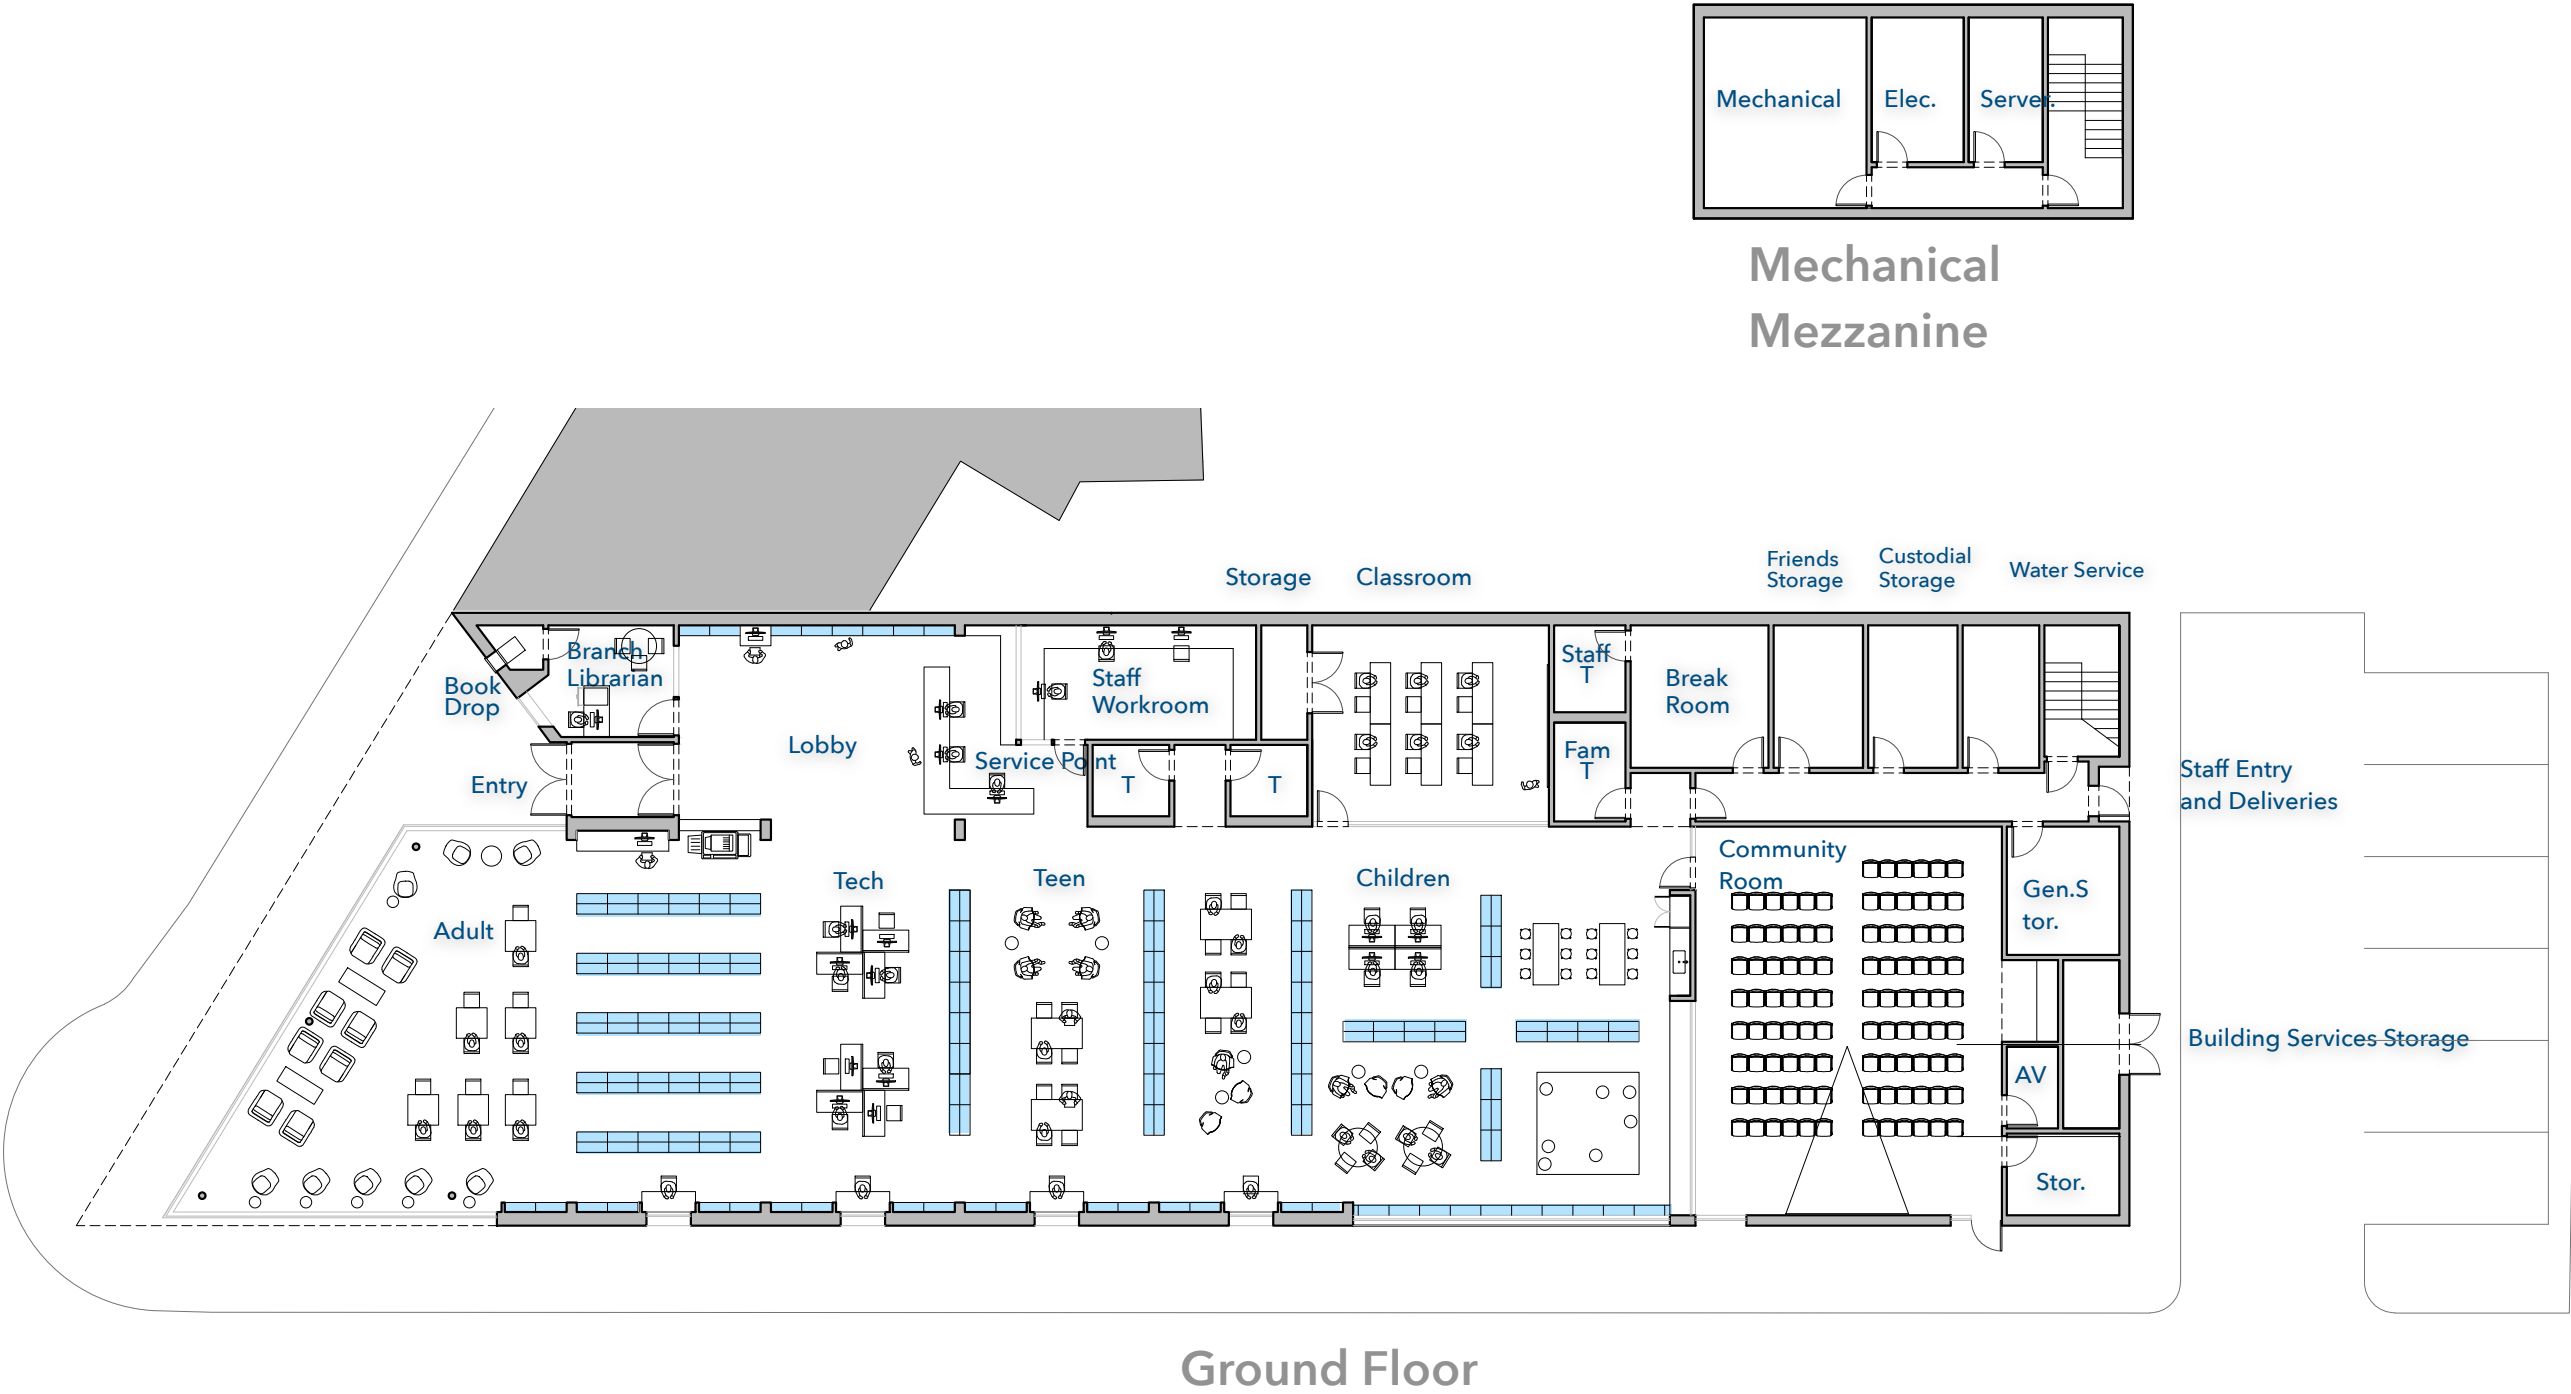 Mechanical
Elec.
Server.
Mechanical
Mezzanine
Storage
Classroom
Friends
Storage
Custodial
Storage
Water Service
Branch
Librarian
Book
Drop
Entry
Lobby
Service Point
Staff
Workroom
T
T
Staff
T
Fam
T
Break
Room
Staff Entry
and Deliveries
Adult
Tech
Teen
Children
Community
Room
Gen.S
tor.
Building Services Storage
AV
Stor.
Ground Floor